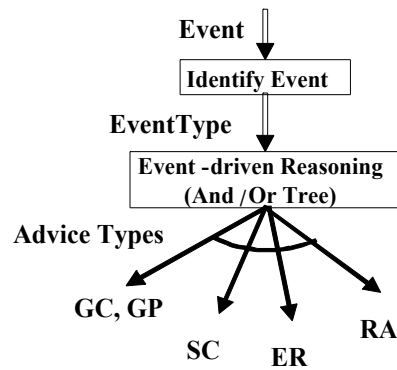 Event
Identify Event
EventType
Event -driven Reasoning
(And /Or Tree)
Advice Types
GC, GP
SC
ER
RA